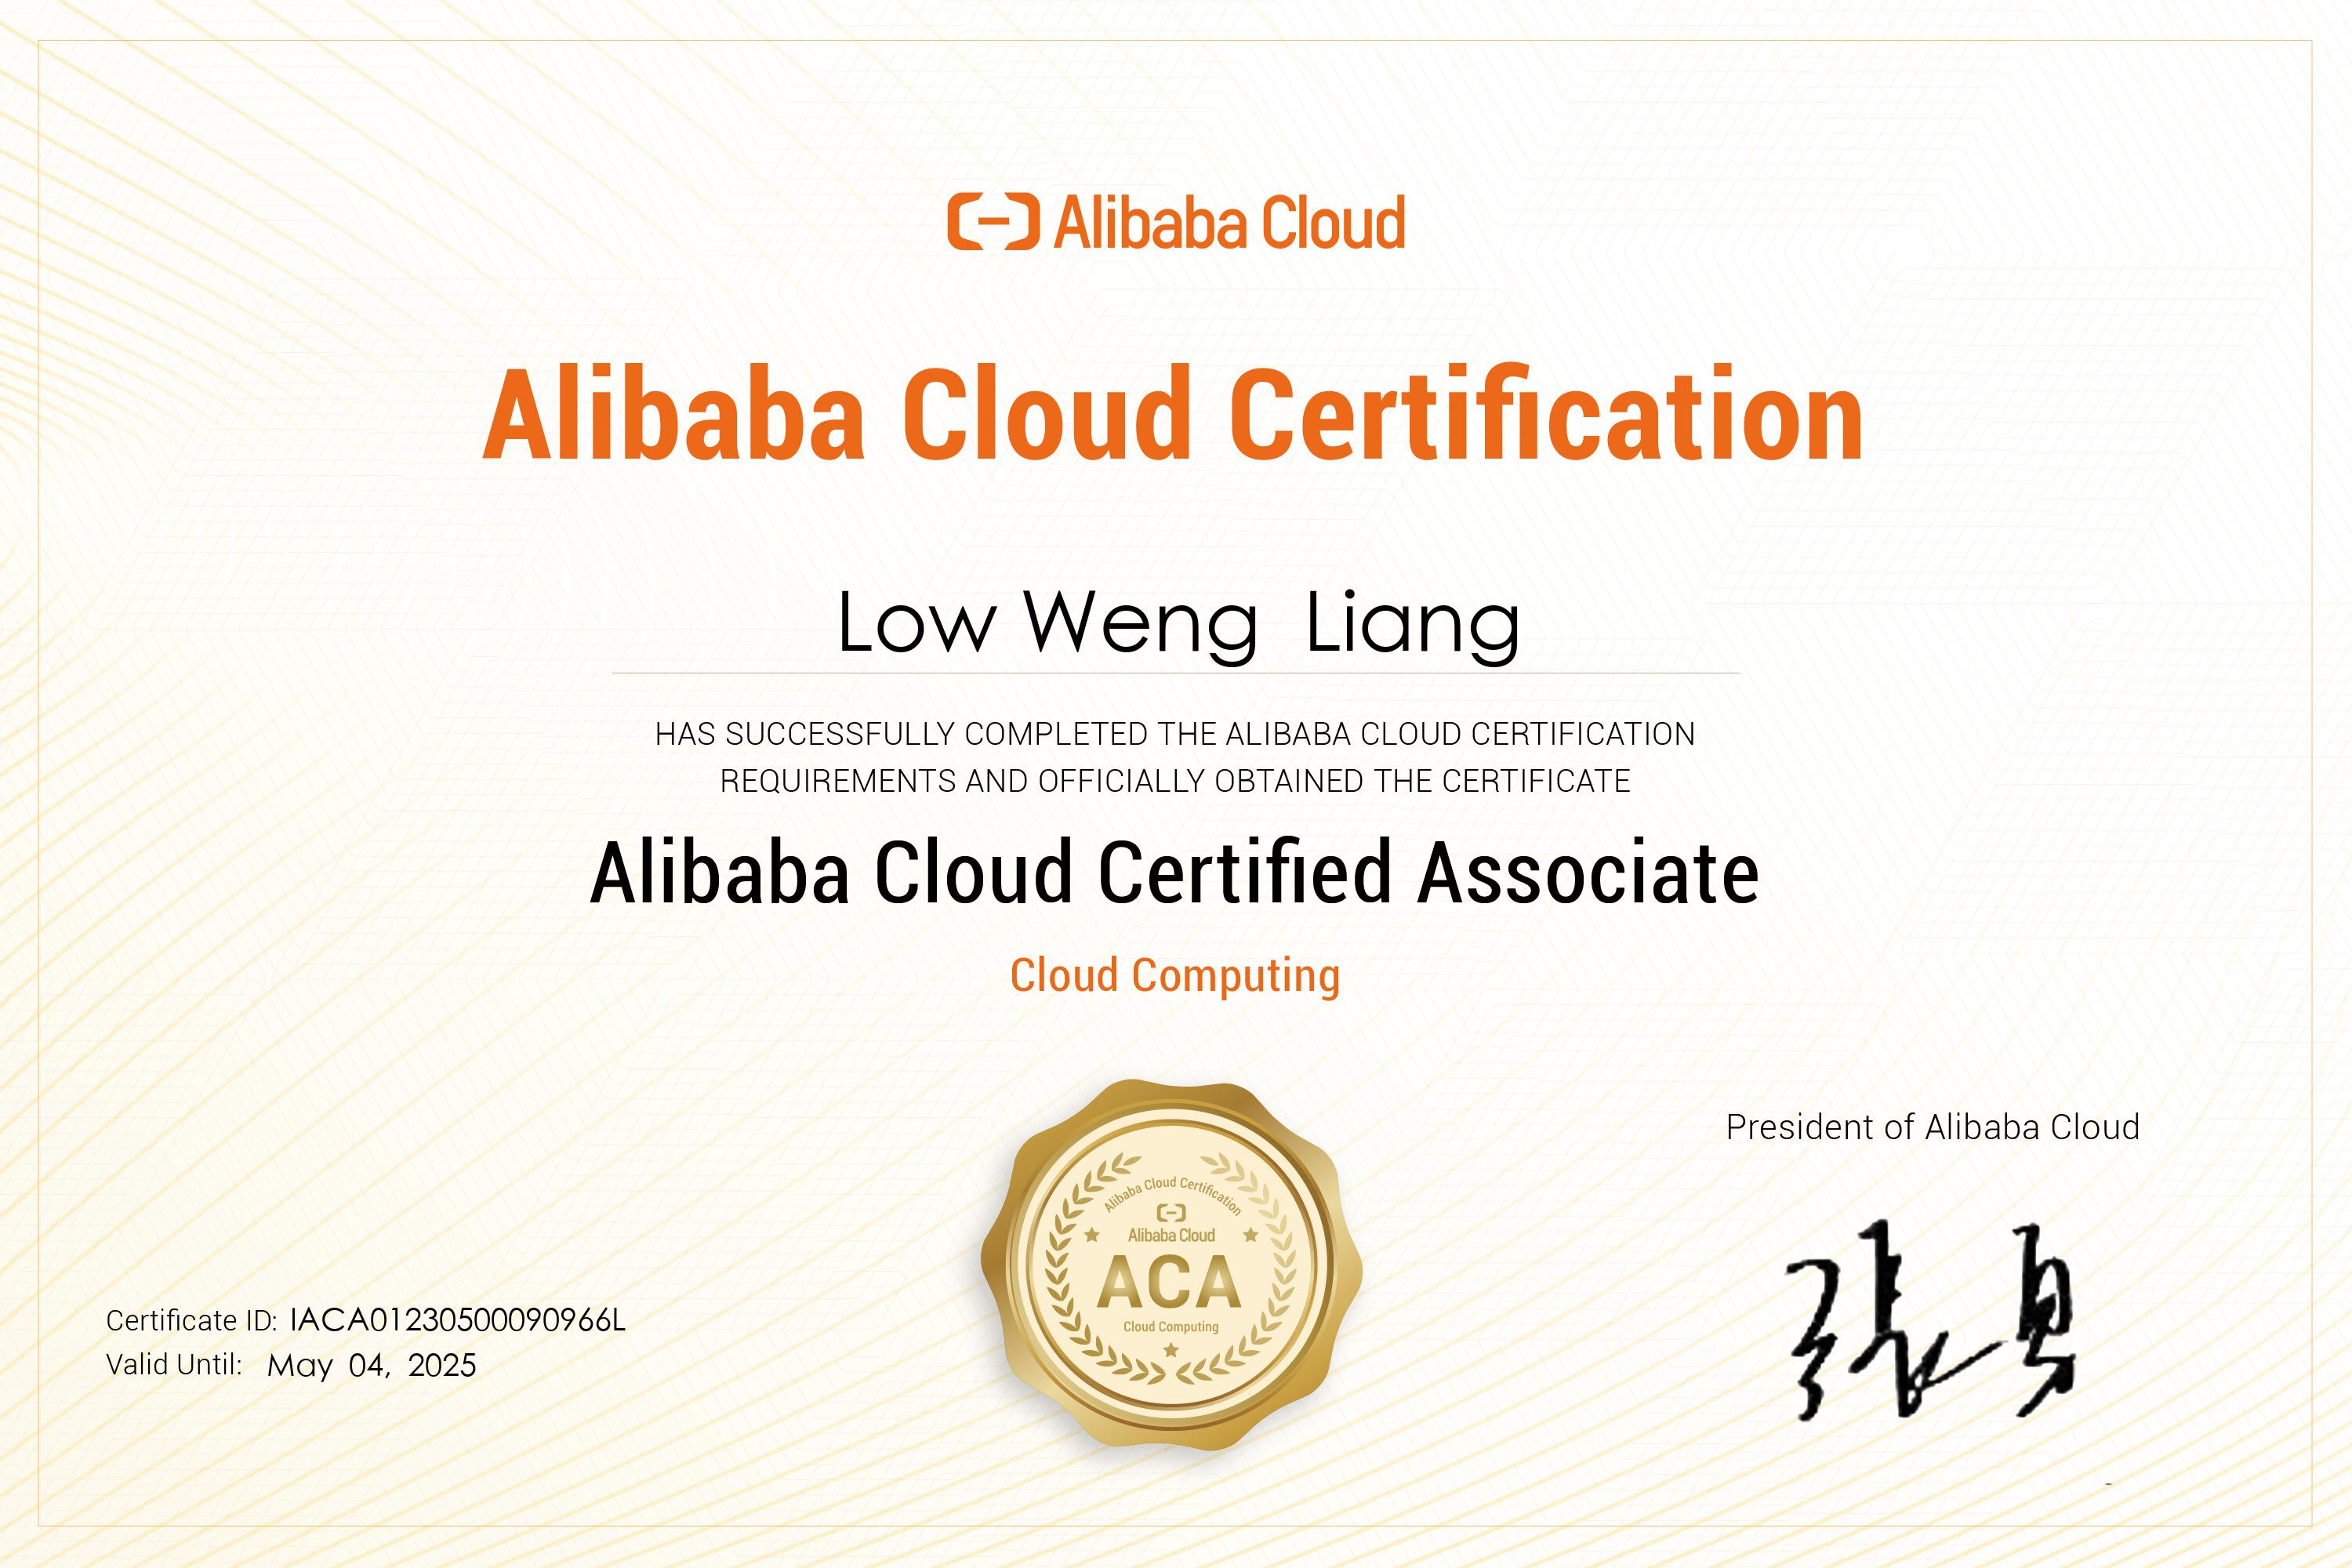 Alibaba Cloud
Alibaba Cloud Certification
Low Weng Liang
HAS SUCCESSFULLY COMPLETED THE ALIBABA CLOUD CERTIFICATION
REQUIREMENTS AND OFFICIALLY OBTAINED THE CERTIFICATE
Alibaba Cloud Certified Associate
Cloud Computing
Alibaba Cloud Certification
Alibaba Cloud
ACA
Cloud Computing
President of Alibaba Cloud
Certificate ID: IACA01230500090966L
Valid Until: May 04, 2025